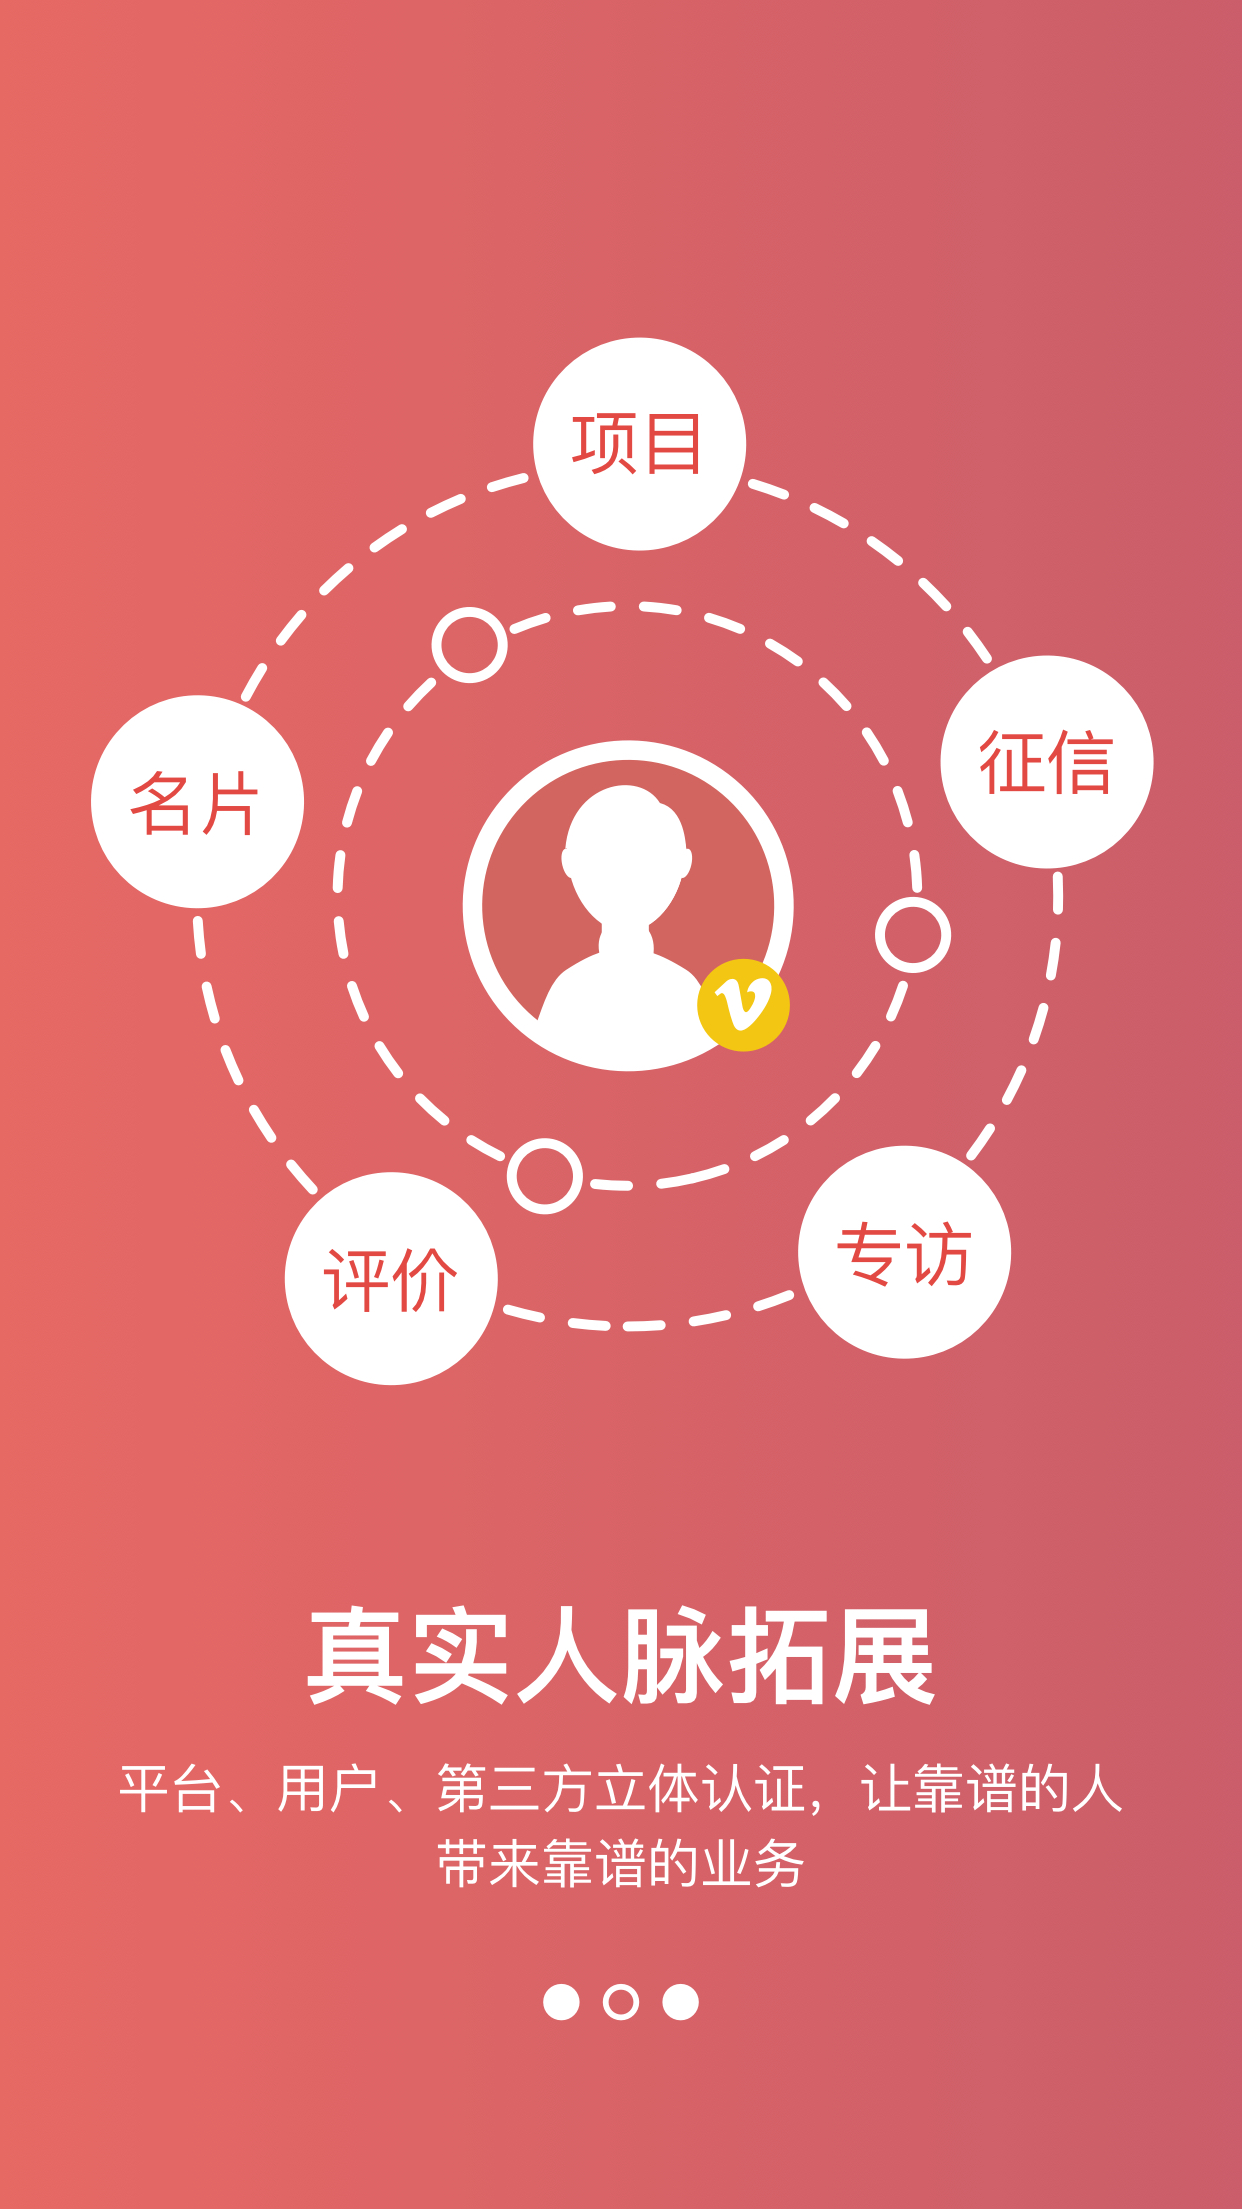 项目
征信
名片
专访
评价
真实人脉拓展
平台、用户、第三方立体认证，让靠谱的人
带来靠谱的业务